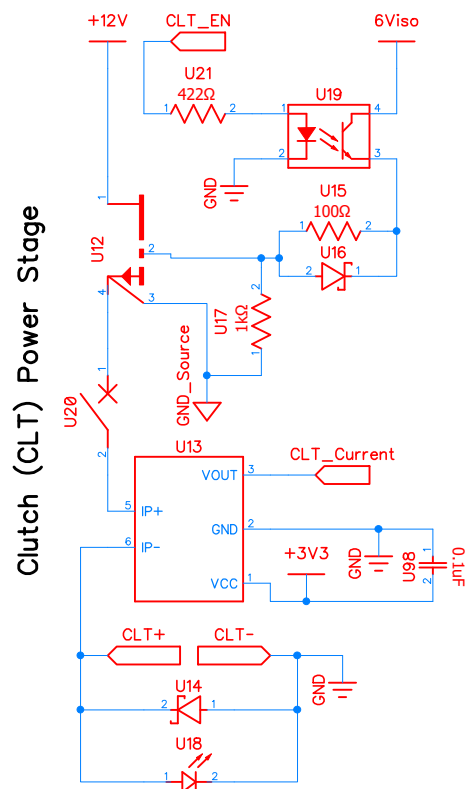 +12V
CLT_EN
6Viso
U21
422Ω
1
2
U19
1
4
2
3
GND
U15
100Ω
1
2
U16
2
1
1
U12
2
3
4
2
U17
1kΩ
1
GND_Source
Clutch (CLT) Power Stage
1
U20
2
U13
VOUT
3
CLT_Current
5
IP+
GND
2
6
IP-
+3V3
GND
1
U98
0.1uF
2
VCC
1
CLT+
CLT-
GND
U14
2
1
U18
1
2